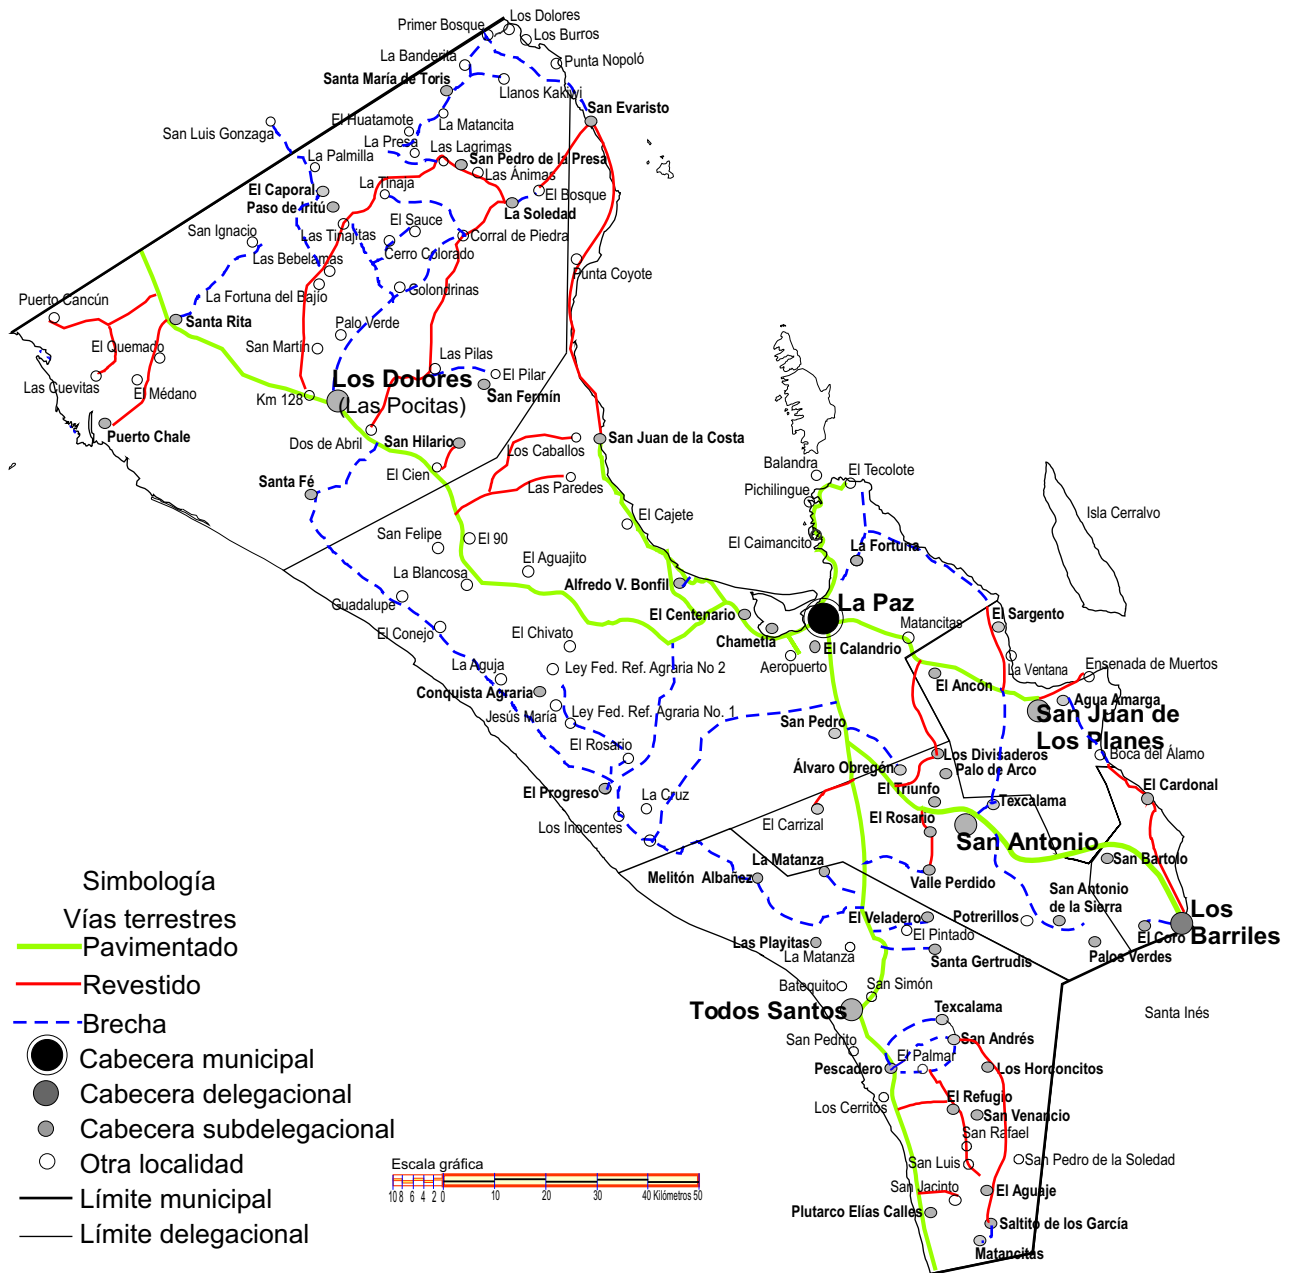 Los Dolores
Primer Bosque
Los Burros
La Banderita
Punta Nopoló
Santa María de Toris
Llanos Kakiwi
San Evaristo
El Huatamote
La Matancita
San Luis Gonzaga
La Presa
Las Lagrimas
La Palmilla
San Pedro de la Presa
Las Ánimas
La Tinaja
El Caporal
El Bosque
Paso de Iritú
La Soledad
El Sauce
San Ignacio
Las Tinajitas
Corral de Piedra
Cerro Colorado
Las Bebelamas
Punta Coyote
Golondrinas
La Fortuna del Bajío
Puerto Cancún
Santa Rita
Palo Verde
El Quemado
San Martín
Las Pilas
El Pilar
Las Cuevitas
El Médano
Los Dolores
(Las Pocitas)
San Fermín
Km 128
Puerto Chale
Dos de Abril
San Hilario
San Juan de la Costa
Los Caballos
El Cien
Balandra
El Tecolote
Santa Fé
Las Paredes
Pichilingue
Isla Cerralvo
El Cajete
San Felipe
El 90
El Caimancito
La Fortuna
El Aguajito
La Blancosa
Alfredo V. Bonfil
Guadalupe
La Paz
El Centenario
El Sargento
Matancitas
El Conejo
El Chivato
Chametla
El Calandrio
La Aguja
Ley Fed. Ref. Agraria No 2
Aeropuerto
La Ventana
Ensenada de Muertos
El Ancón
Conquista Agraria
Agua Amarga
Jesús María
Ley Fed. Ref. Agraria No. 1
San Pedro
San Juan de
Los Planes
El Rosario
Los Divisaderos
Boca del Álamo
Álvaro Obregón
Palo de Arco
El Progreso
El Triunfo
El Cardonal
La Cruz
Texcalama
Los Inocentes
El Carrizal
El Rosario
San Antonio
La Matanza
San Bartolo
Simbología
Melitón Albañez
Valle Perdido
San Antonio
de la Sierra
Vías terrestres
El Veladero
Potrerillos
Los
Barriles
Pavimentado
Las Playitas
El Pintado
El Coro
La Matanza
Santa Gertrudis
Palos Verdes
Revestido
Batequito
San Simón
Todos Santos
Texcalama
Santa Inés
Brecha
San Pedrito
San Andrés
Cabecera municipal
El Palmar
Pescadero
Los Horconcitos
Cabecera delegacional
Los Cerritos
El Refugio
San Venancio
Cabecera subdelegacional
San Rafael
Otra localidad
Escala gráfica
San Luis
San Pedro de la Soledad
10 8 6 4 2 0 10 20 30 40 Kilómetros 50
San Jacinto
El Aguaje
Límite municipal
Plutarco Elías Calles
Saltito de los García
Límite delegacional
Matancitas